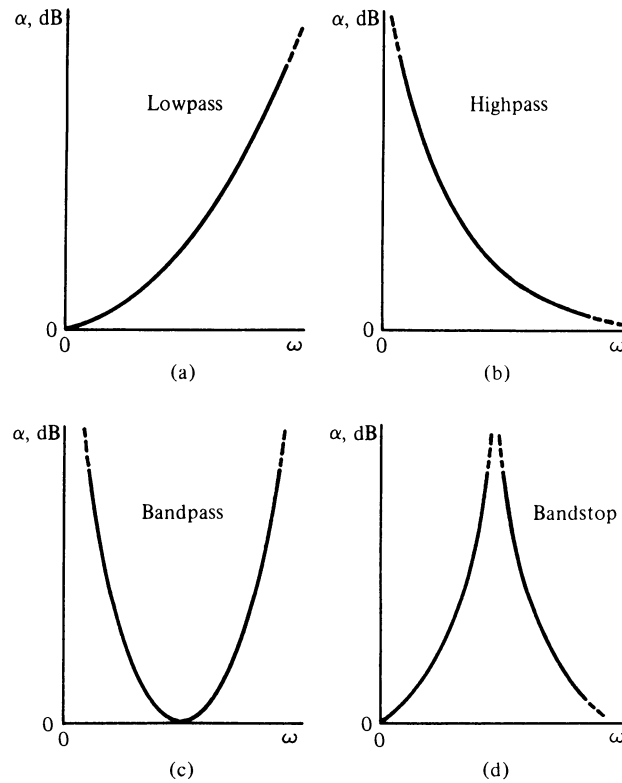 α, dB
Lowpass
0
0
ω
(a)
α, dB
Highpass
0
0
ω
(b)
α, dB
Bandpass
0
0
ω
(c)
α, dB
Bandstop
0
0
ω
(d)